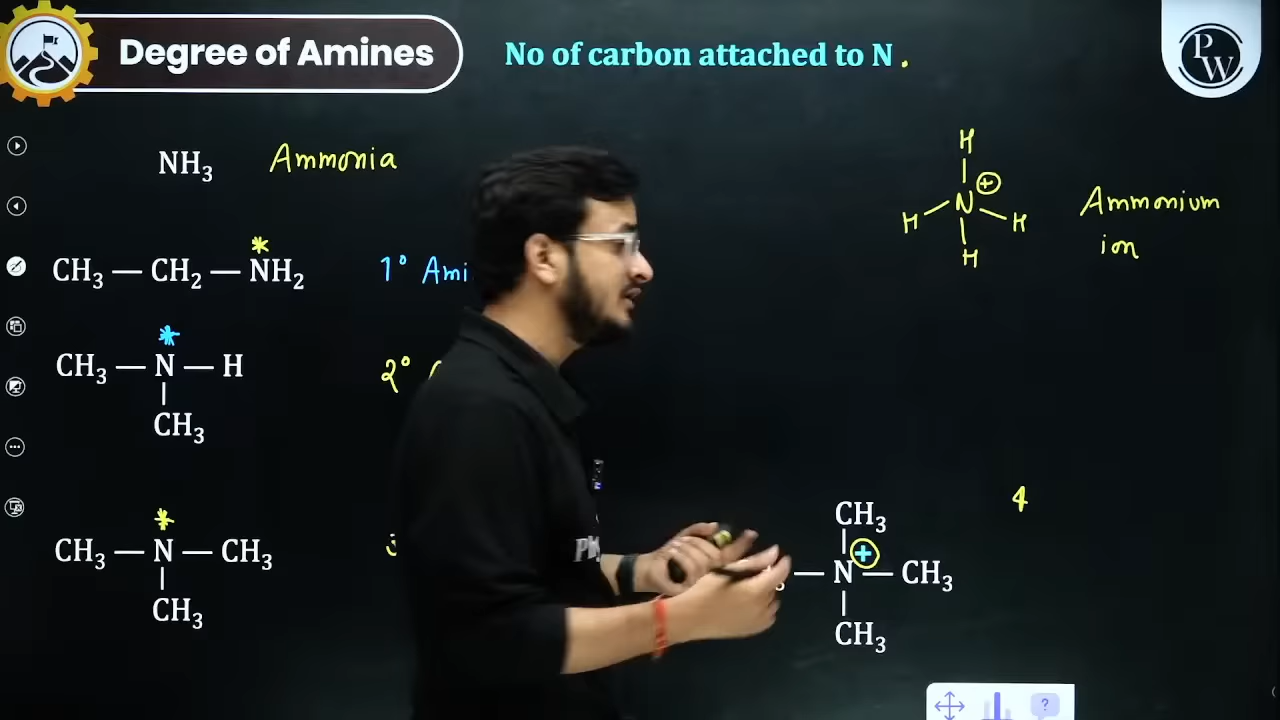 Degree of Amines
No of carbon attached to N .
PW
NH₃ Ammonia
H
N⊕
H H
H
Ammonium
ion
*
CH₃ — CH₂ — NH₂ 1° Ami
*
CH₃ — N — H 2°
CH₃
*
CH₃ — N — CH₃
CH₃
CH₃
4
+
— N — CH₃
CH₃
?